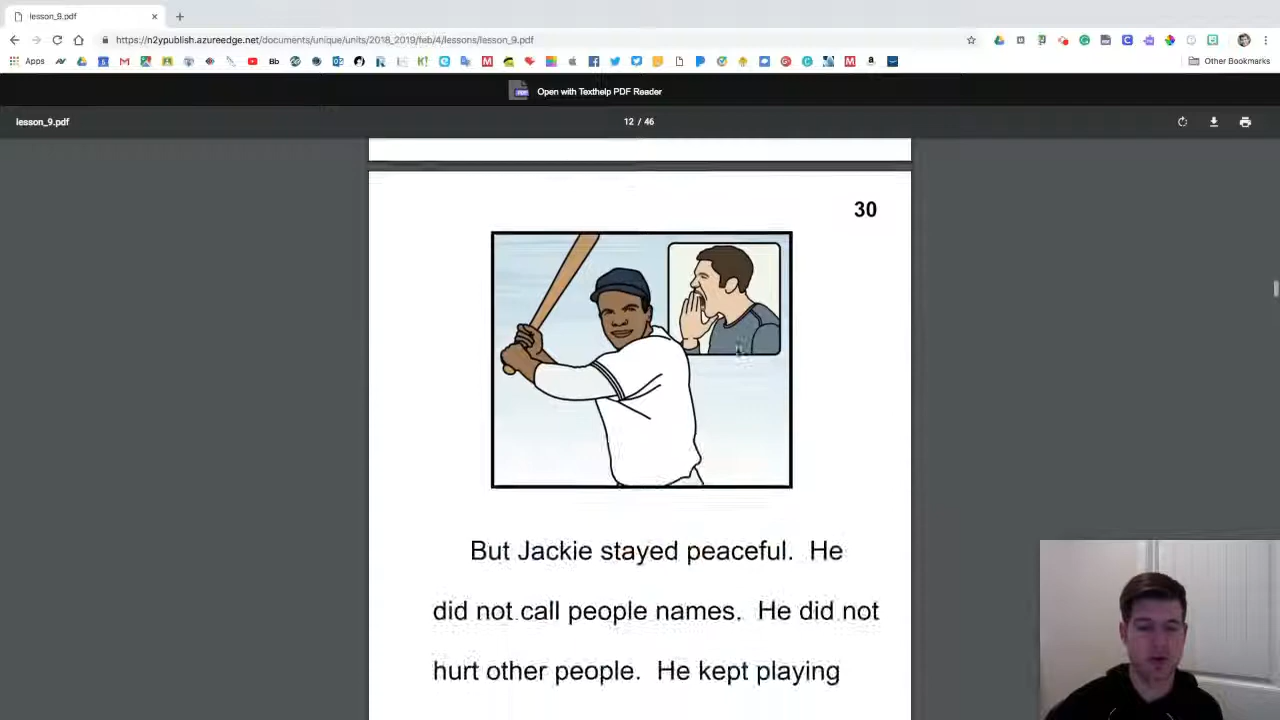 lesson_9.pdf
https://n2ypublish.azureedge.net/documents/unique/units/2018_2019/feb/4/lessons/lesson_9.pdf
Apps
Other Bookmarks
Open with Texthelp PDF Reader
lesson_9.pdf
12 / 46
30
But Jackie stayed peaceful. He
did not call people names. He did not
hurt other people. He kept playing